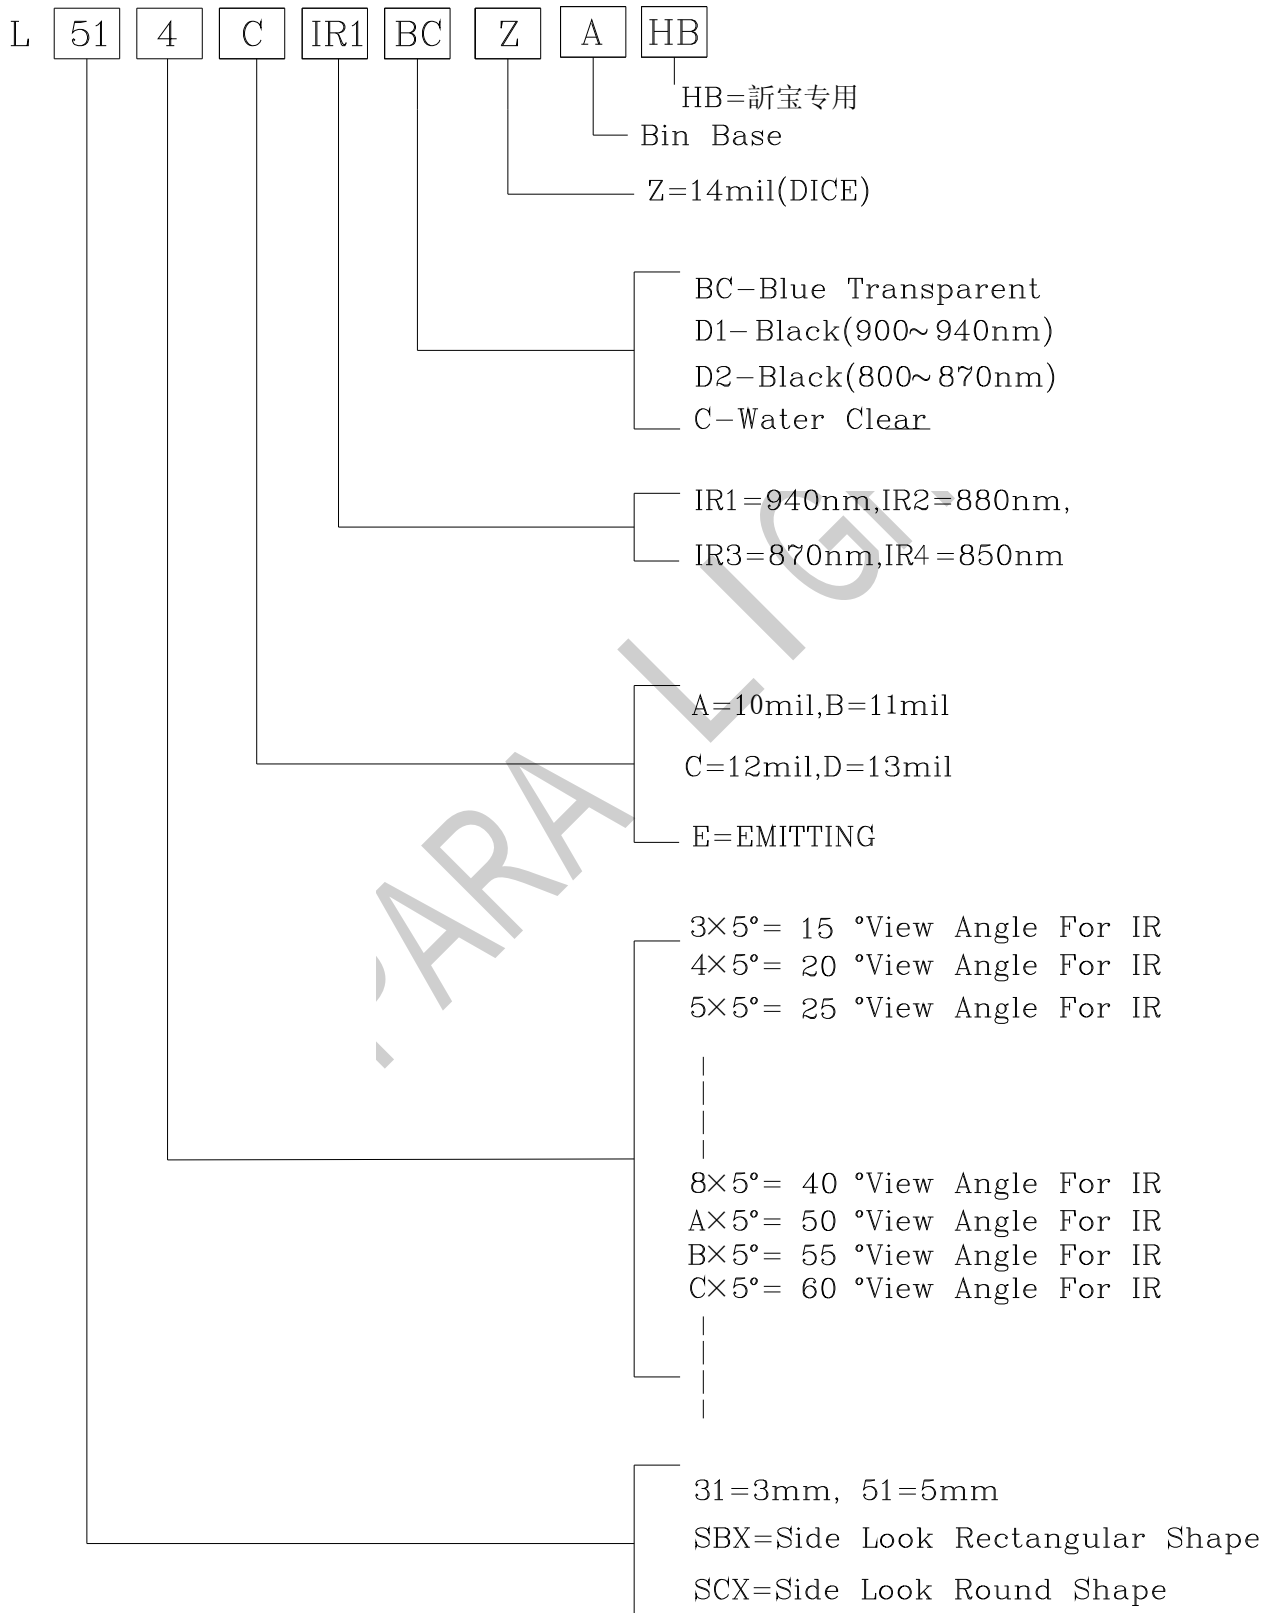 L 51 4 C IR1 BC Z A HB
HB=訢宝专用
Bin Base
Z=14mil(DICE)
BC-Blue Transparent
D1-Black(900~940nm)
D2-Black(800~870nm)
C-Water Clear
IR1=940nm,IR2=880nm,
IR3=870nm,IR4=850nm
A=10mil,B=11mil
C=12mil,D=13mil
E=EMITTING
3×5°= 15 °View Angle For IR
4×5°= 20 °View Angle For IR
5×5°= 25 °View Angle For IR
8×5°= 40 °View Angle For IR
A×5°= 50 °View Angle For IR
B×5°= 55 °View Angle For IR
C×5°= 60 °View Angle For IR
31=3mm, 51=5mm
SBX=Side Look Rectangular Shape
SCX=Side Look Round Shape
PARA LIGH